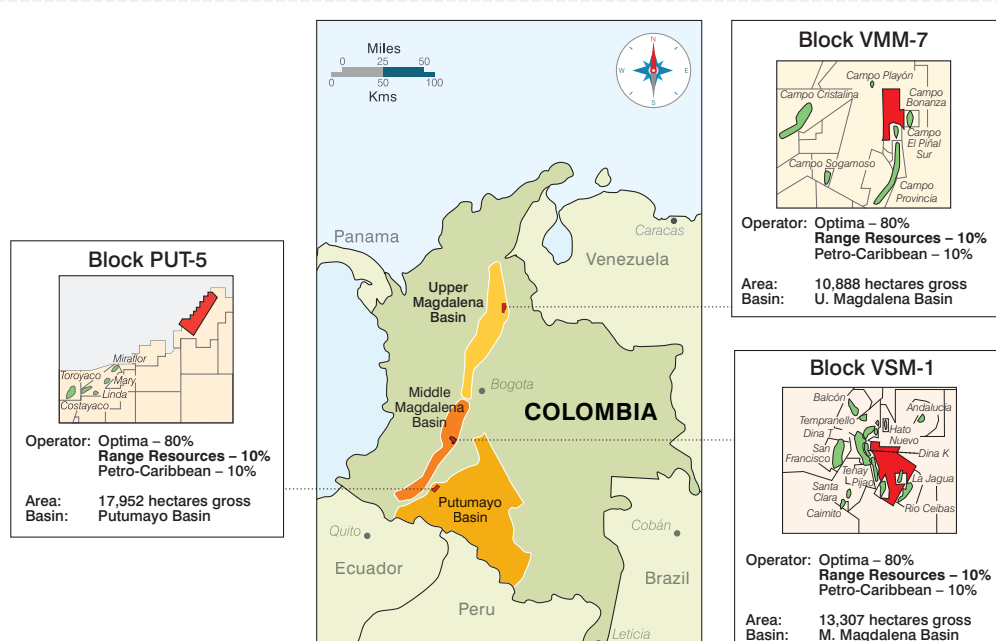 Miles
0 25 50
0 50 100
Kms
N
W E
S
Panama
Caracas
Venezuela
Upper
Magdalena
Basin
Bogota
Middle
Magdalena
Basin
COLOMBIA
Putumayo
Basin
Quito
Ecuador
Cobán
Brazil
Peru
Leticia
Block PUT-5
Miraflor
Toroyaco
Mary
Linda
Costayaco
Operator: Optima – 80%
Range Resources – 10%
Petro-Caribbean – 10%
Area: 17,952 hectares gross
Basin: Putumayo Basin
Block VMM-7
Campo Playón
Campo Cristalina
Campo
Bonanza
Campo
El Piñal
Sur
Campo Sogamoso
Campo
Provincia
Operator: Optima – 80%
Range Resources – 10%
Petro-Caribbean – 10%
Area: 10,888 hectares gross
Basin: U. Magdalena Basin
Block VSM-1
Balcón
Andalucia
Tempranello
Dina T
Hato
Nuevo
San
Francisco
Dina K
Tenay
Pijao
La Jagua
Santa
Clara
Rio Ceibas
Caimito
Operator: Optima – 80%
Range Resources – 10%
Petro-Caribbean – 10%
Area: 13,307 hectares gross
Basin: M. Magdalena Basin